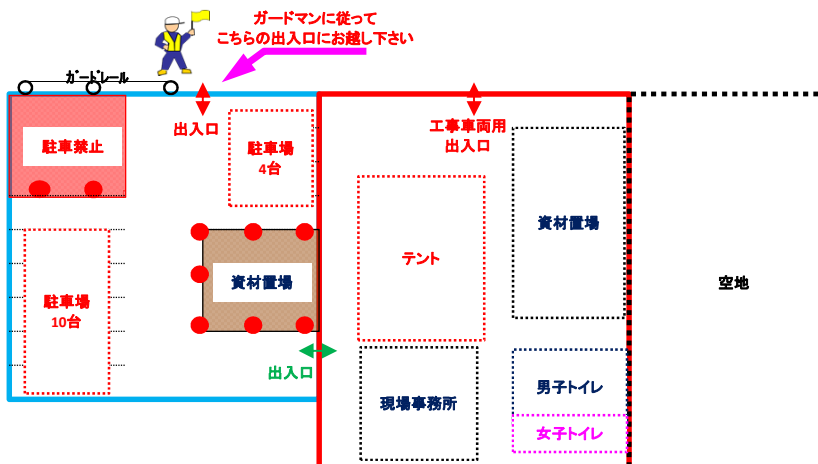 ガードマンに従って
こちらの出入口にお越し下さい
ガードレール
出入口
工事車両用
出入口
駐車禁止
駐車場
4台
資材置場
テント
資材置場
空地
駐車場
10台
出入口
現場事務所
男子トイレ
女子トイレ